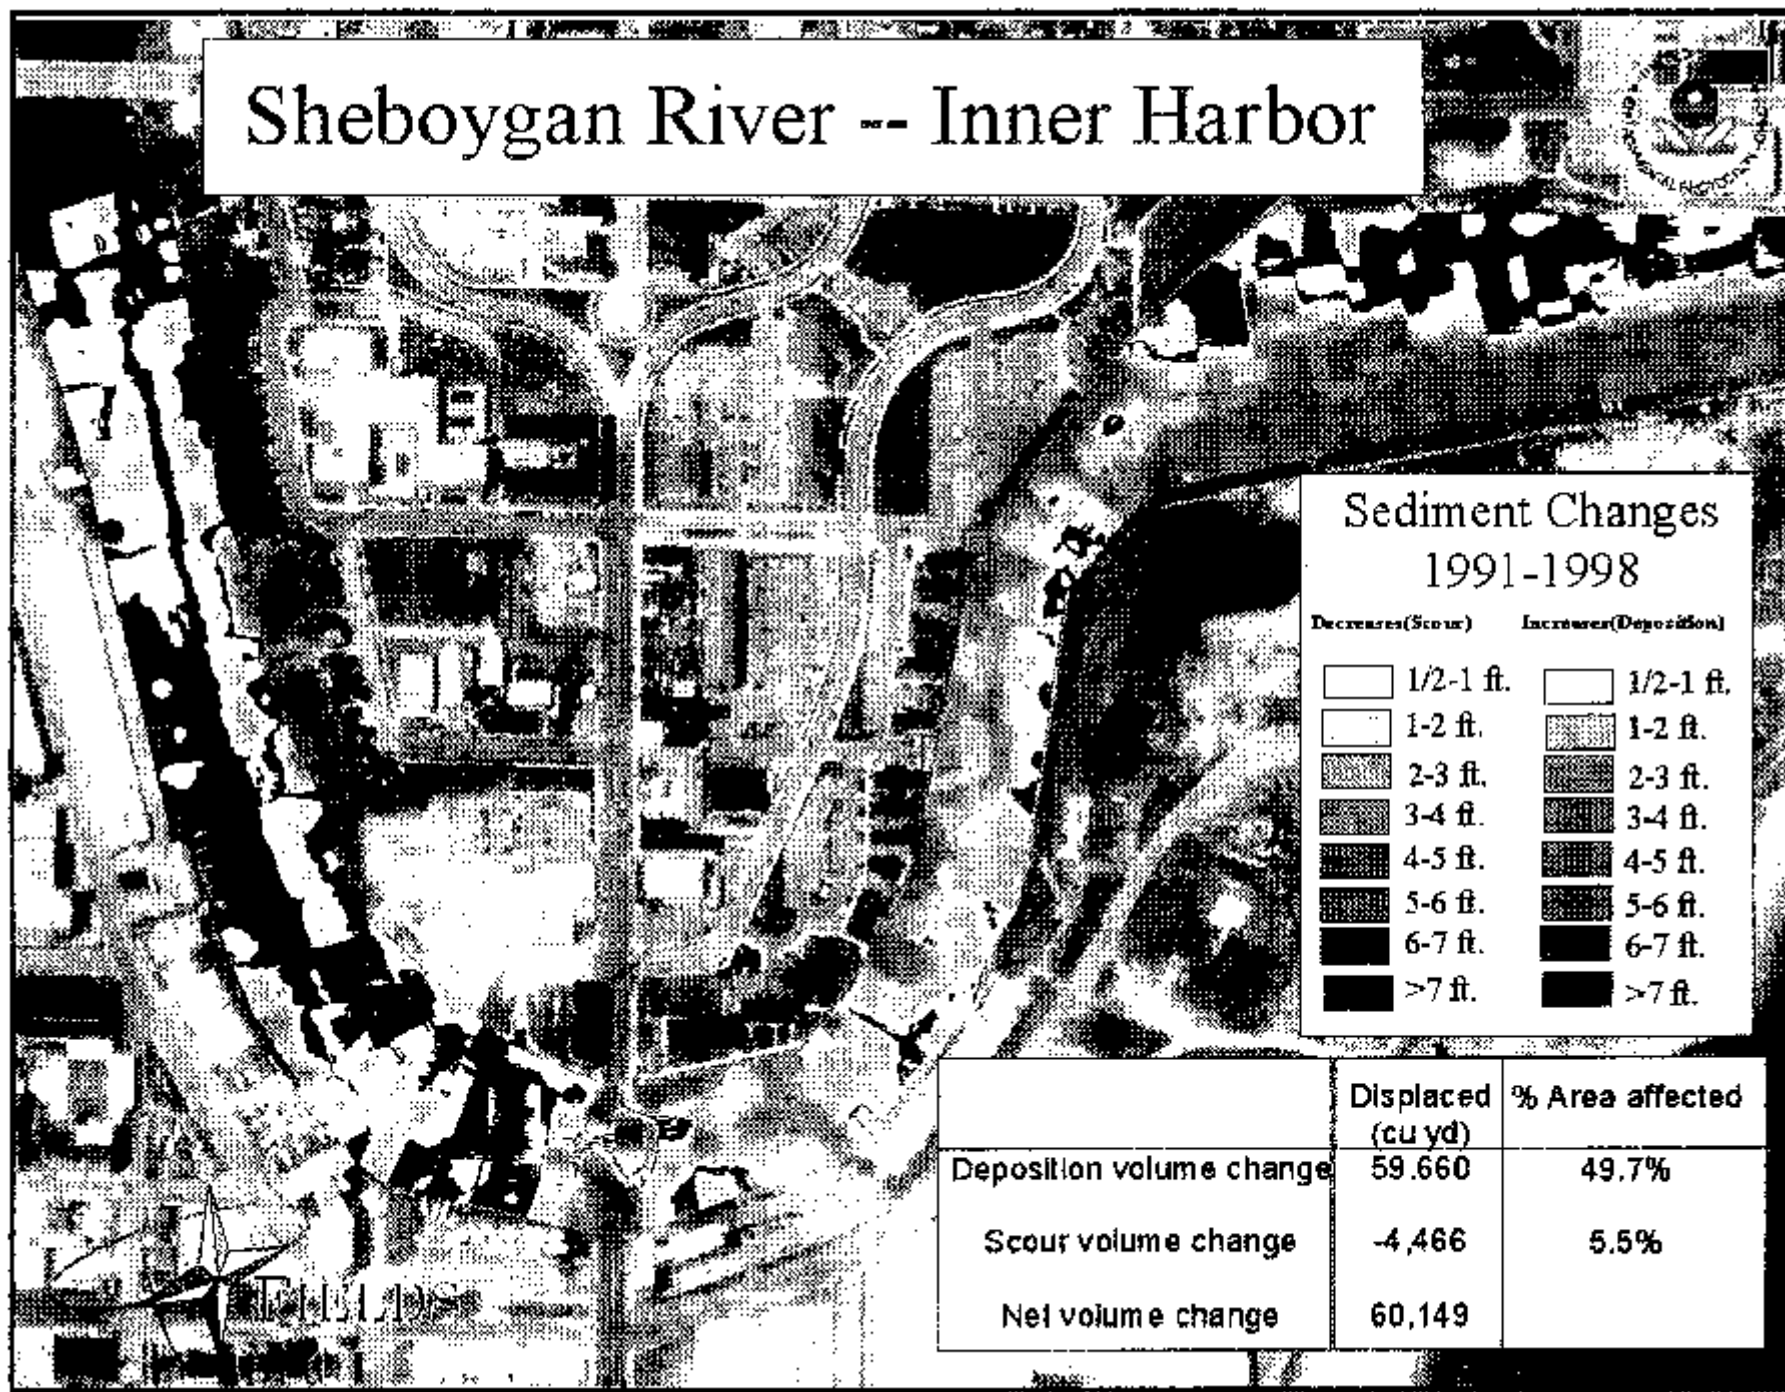 Sheboygan River -- Inner Harbor
Sediment Changes
1991-1998
Decreases(Scour) Increases(Deposition)
1/2-1 ft. 1/2-1 ft.
1-2 ft. 1-2 ft.
2-3 ft. 2-3 ft.
3-4 ft. 3-4 ft.
4-5 ft. 4-5 ft.
5-6 ft. 5-6 ft.
6-7 ft. 6-7 ft.
>7 ft. >7 ft.
Displaced % Area affected
(cu yd)
Deposition volume change 59.660 49.7%
Scour volume change -4,466 5.5%
Net volume change 60,149
FIELDS